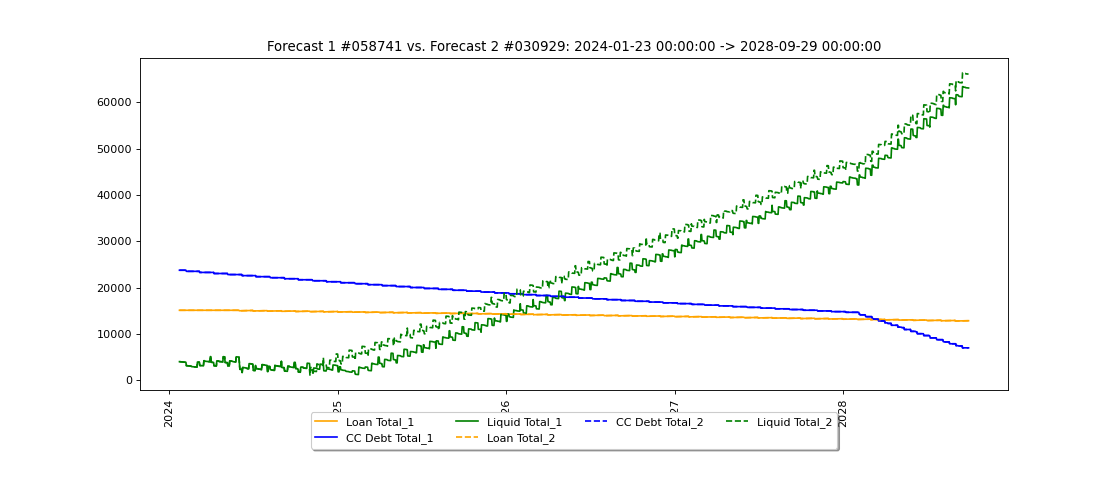 Forecast 1 #058741 vs. Forecast 2 #030929: 2024-01-23 00:00:00 -> 2028-09-29 00:00:00
60000
50000
40000
30000
20000
10000
0
2024
25
26
27
2028
Loan Total_1
CC Debt Total_1
Liquid Total_1
Loan Total_2
CC Debt Total_2
Liquid Total_2